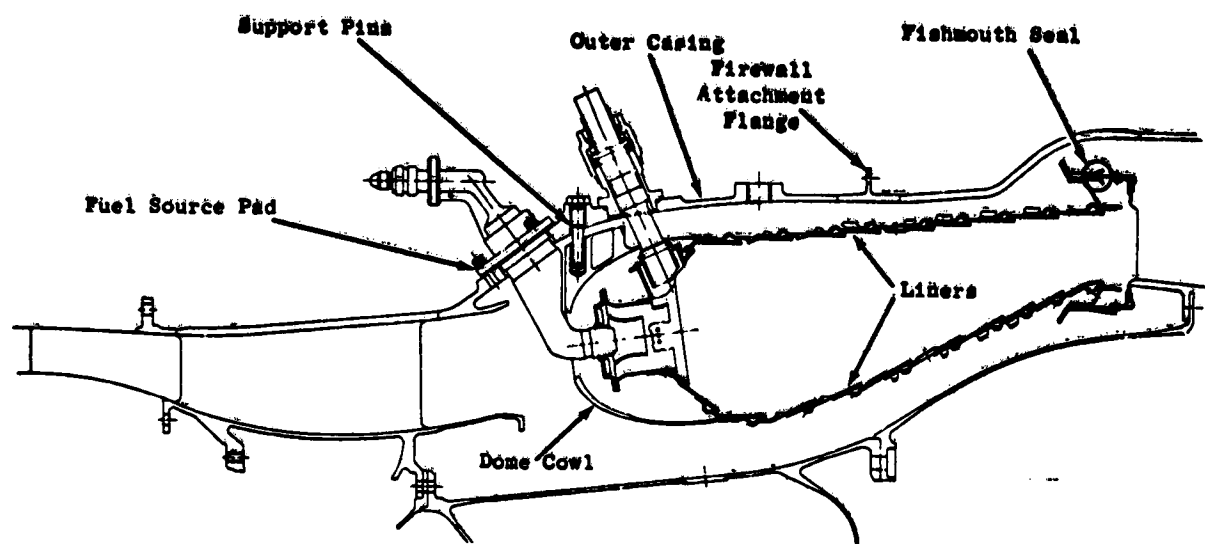 Support Pins
Outer Casing
Fishmouth Seal
Firewall
Attachment
Flange
Fuel Source Pad
Liners
Dome Cowl